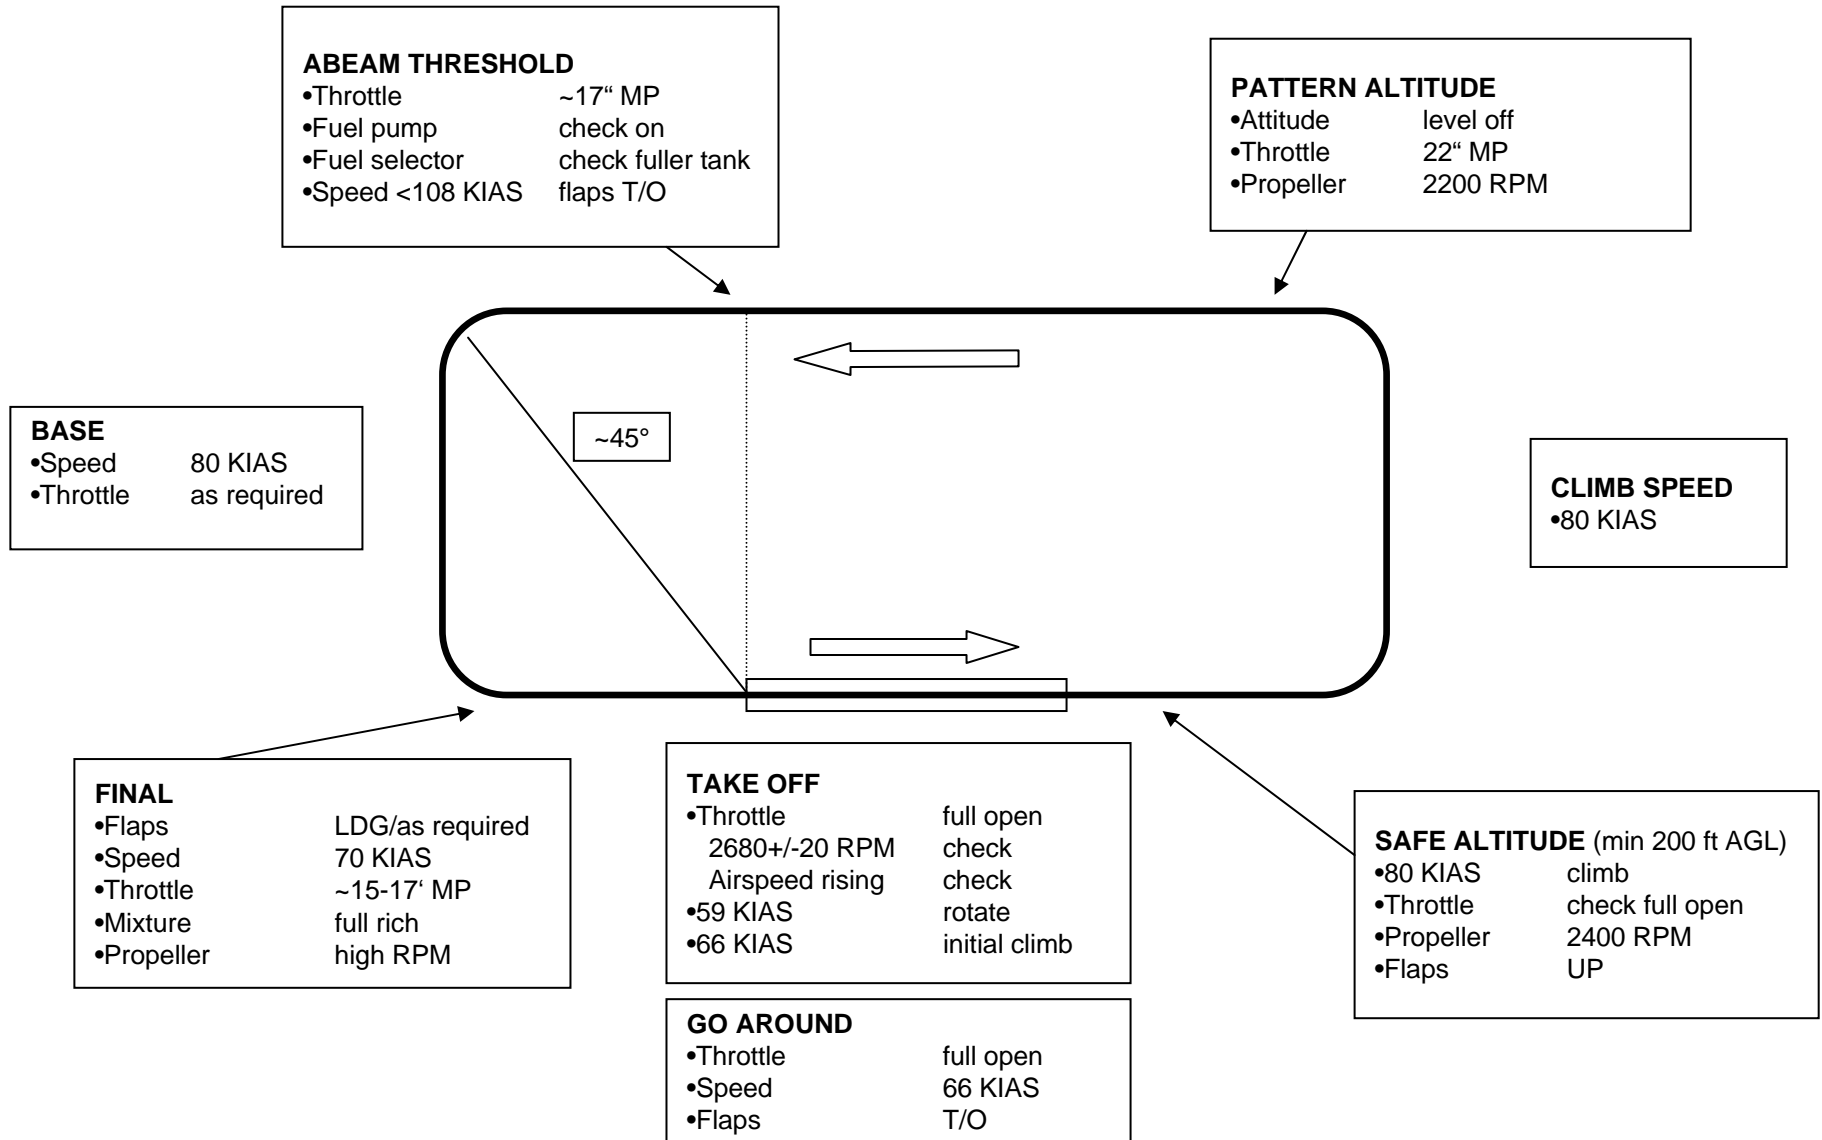 ABEAM THRESHOLD
•Throttle ~17“ MP
•Fuel pump check on
•Fuel selector check fuller tank
•Speed <108 KIAS flaps T/O
PATTERN ALTITUDE
•Attitude level off
•Throttle 22“ MP
•Propeller 2200 RPM
BASE
•Speed 80 KIAS
•Throttle as required
~45°
CLIMB SPEED
•80 KIAS
FINAL
•Flaps LDG/as required
•Speed 70 KIAS
•Throttle ~15-17‘ MP
•Mixture full rich
•Propeller high RPM
TAKE OFF
•Throttle full open
2680+/-20 RPM check
Airspeed rising check
•59 KIAS rotate
•66 KIAS initial climb
SAFE ALTITUDE (min 200 ft AGL)
•80 KIAS climb
•Throttle check full open
•Propeller 2400 RPM
•Flaps UP
GO AROUND
•Throttle full open
•Speed 66 KIAS
•Flaps T/O